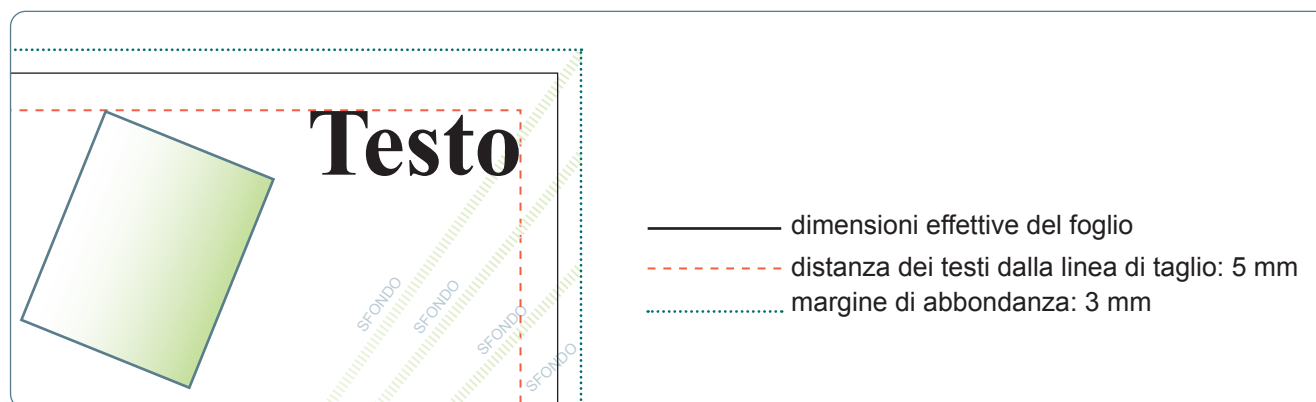 Testo
dimensioni effettive del foglio
distanza dei testi dalla linea di taglio: 5 mm
margine di abbondanza: 3 mm
SFONDO
SFONDO
SFONDO
SFONDO